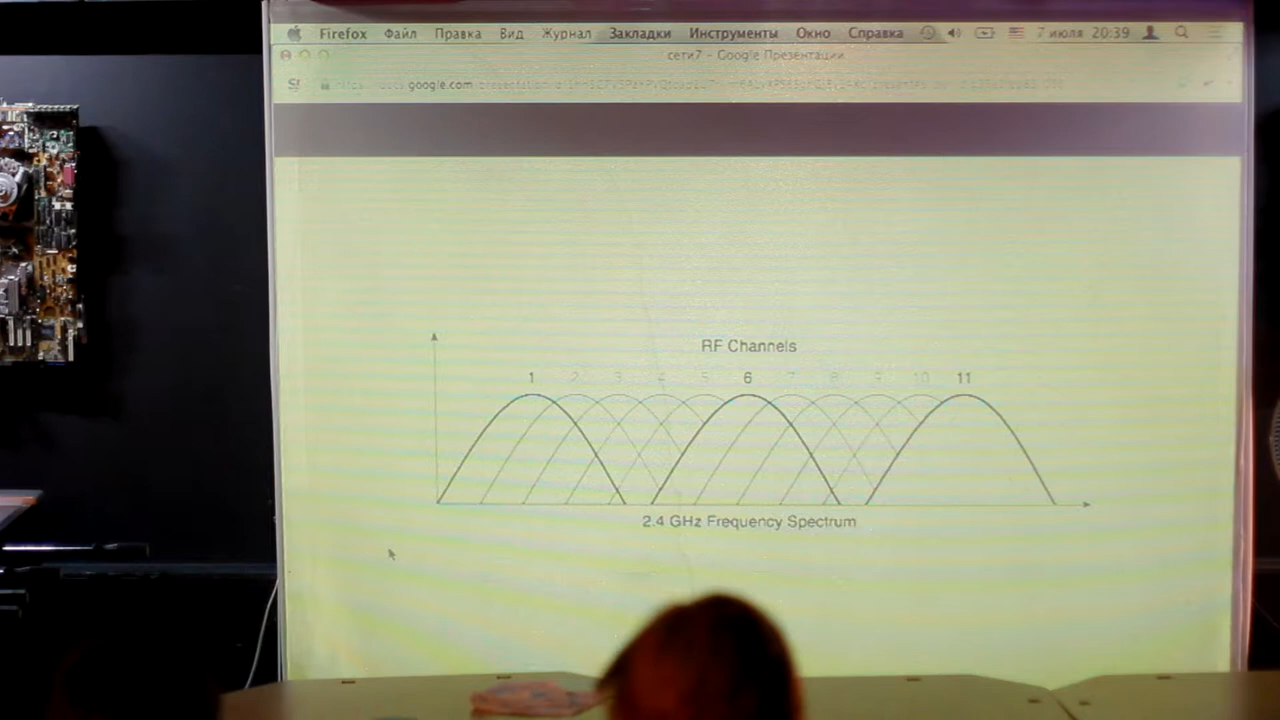 Firefox Файл Правка Вид Журнал Закладки Инструменты Окно Справка 7 июля 20:39
сети7 - Google Презентации
google.com
RF Channels
1 2 3 4 5 6 7 8 9 10 11
2.4 GHz Frequency Spectrum